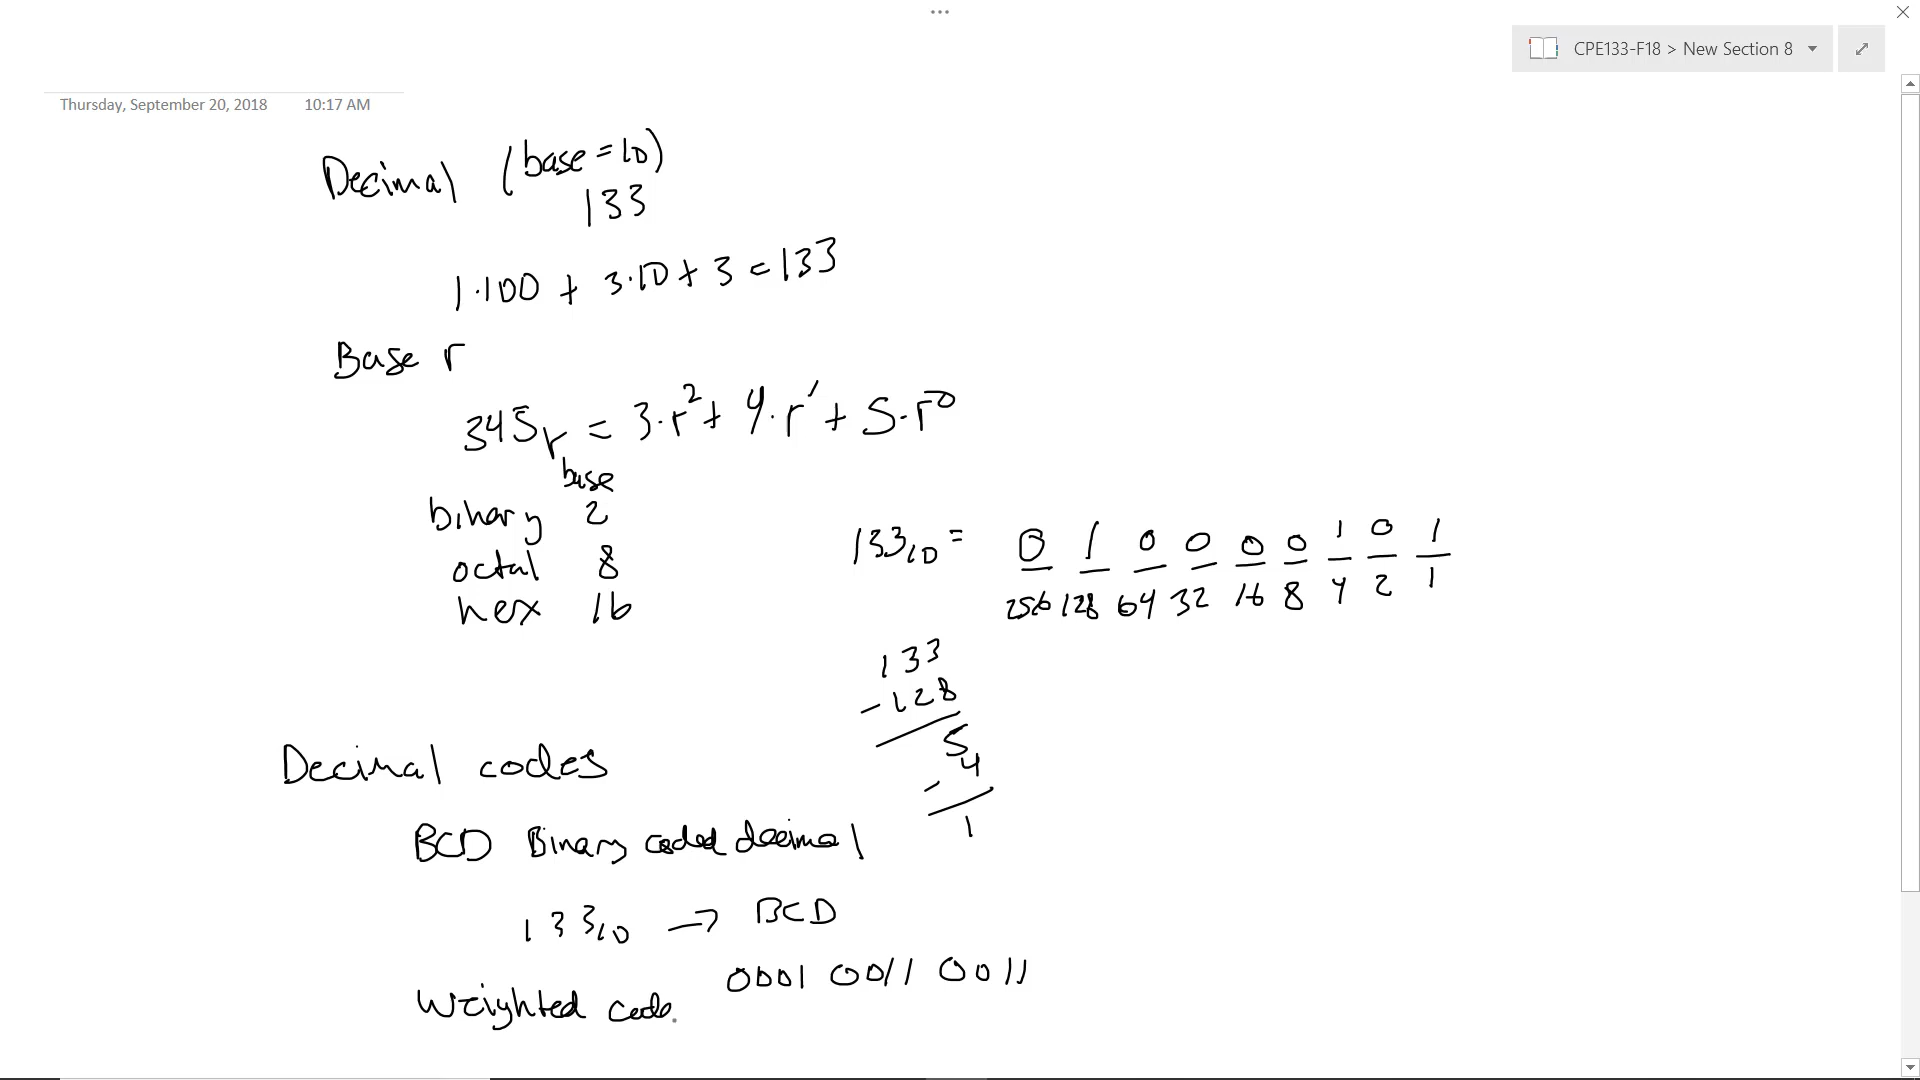 CPE133-F18 > New Section 8
Thursday, September 20, 2018 10:17 AM
Decimal (base = 10)
133
1·100 + 3·10 + 3 = 133
Base r
345r = 3·r² + 4·r¹ + 5·r⁰
base
binary 2
octal 8
hex 16
133₁₀ = 0 1 0 0 0 0 1 0 1
256 128 64 32 16 8 4 2 1
133
-128
5
- 4
1
Decimal codes
BCD Binary coded decimal
133₁₀ → BCD
0001 0011 0011
Weighted code.